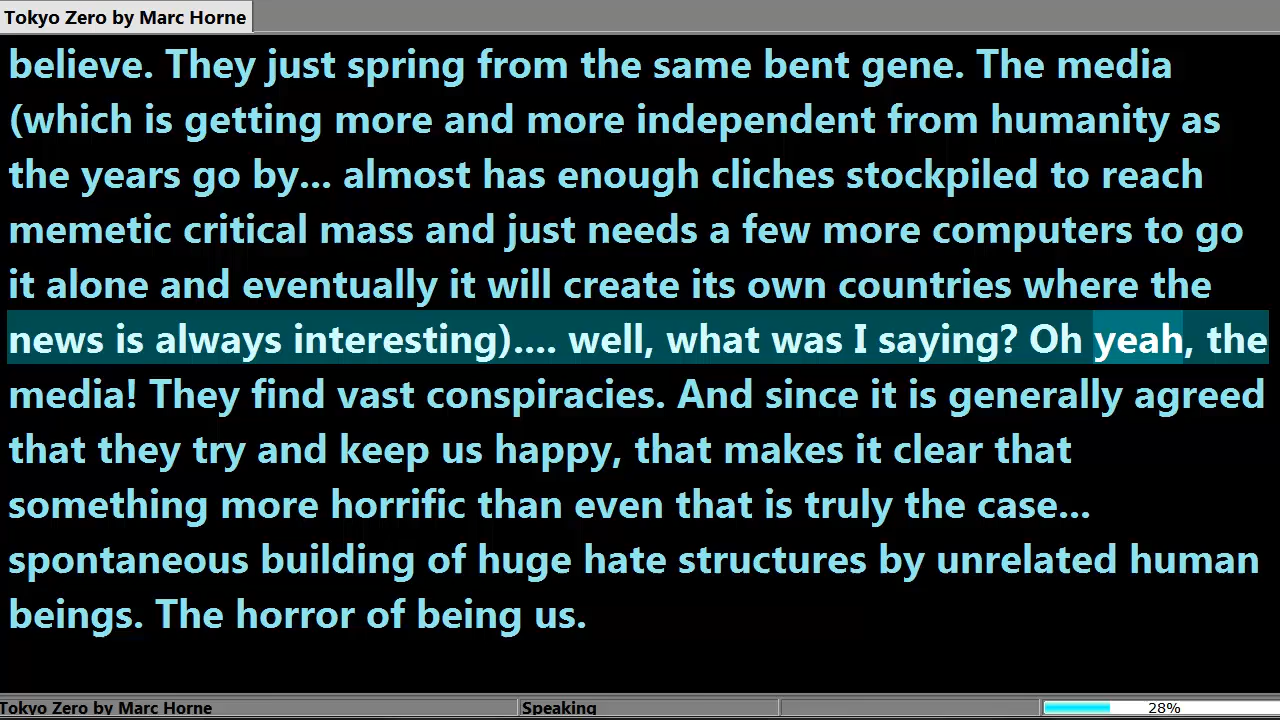 Tokyo Zero by Marc Horne
believe. They just spring from the same bent gene. The media
(which is getting more and more independent from humanity as
the years go by... almost has enough cliches stockpiled to reach
memetic critical mass and just needs a few more computers to go
it alone and eventually it will create its own countries where the
news is always interesting).... well, what was I saying? Oh yeah, the
media! They find vast conspiracies. And since it is generally agreed
that they try and keep us happy, that makes it clear that
something more horrific than even that is truly the case...
spontaneous building of huge hate structures by unrelated human
beings. The horror of being us.
Tokyo Zero by Marc Horne Speaking 28%